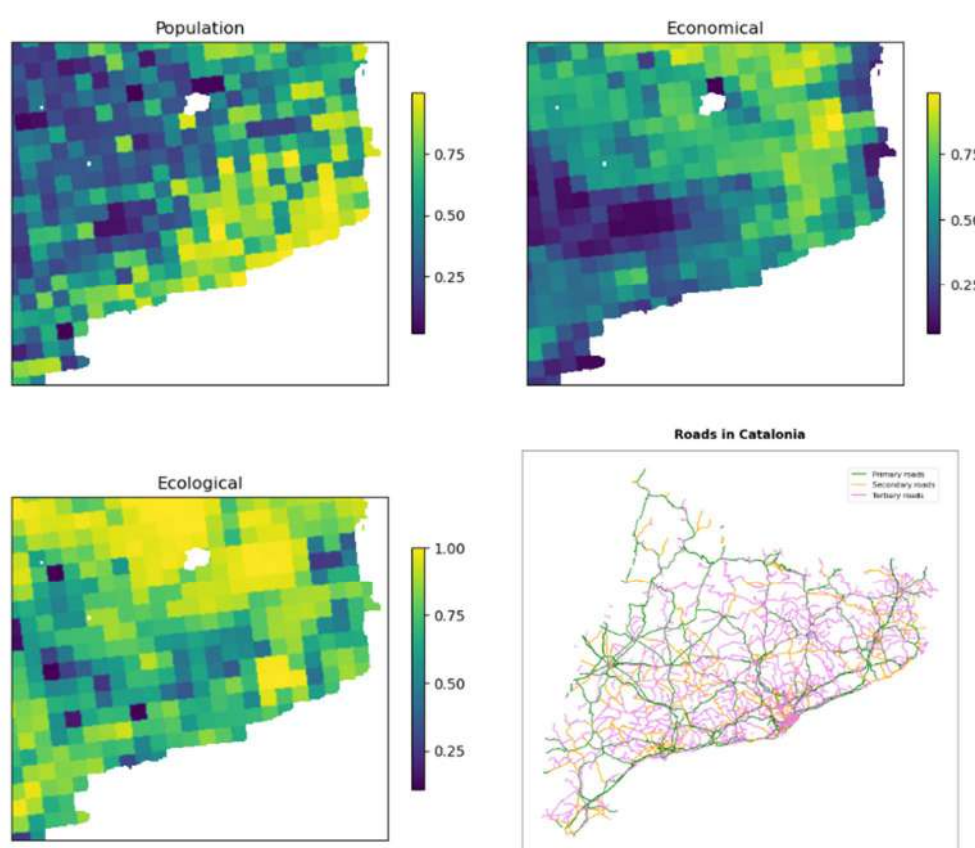 Population
0.75
0.50
0.25
Economical
0.75
0.50
0.25
Ecological
1.00
0.75
0.50
0.25
Roads in Catalonia
Primary roads
Secondary roads
Tertiary roads